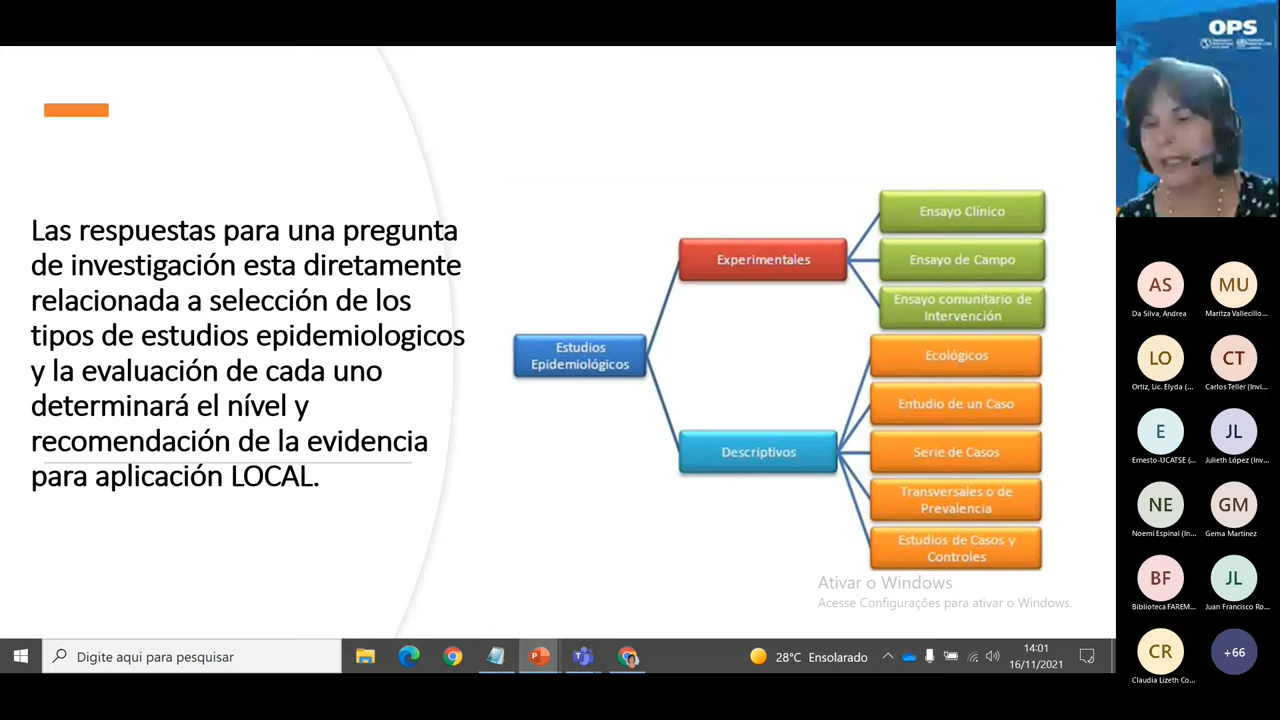 OPS
Las respuestas para una pregunta
de investigación esta diretamente
relacionada a selección de los
tipos de estudios epidemiologicos
y la evaluación de cada uno
determinará el nível y
recomendación de la evidencia
para aplicación LOCAL.
Estudios
Epidemiológicos
Experimentales
Descriptivos
Ensayo Clínico
Ensayo de Campo
Ensayo comunitario de
Intervención
Ecológicos
Entudio de un Caso
Serie de Casos
Transversales o de
Prevalencia
Estudios de Casos y
Controles
Ativar o Windows
Acesse Configurações para ativar o Windows.
AS
Da Silva, Andrea
MU
Maritza Vallecillo...
LO
Ortiz, Lic. Elyda (...
CT
Carlos Teller (Invi...
E
Ernesto-UCATSE (...
JL
Julieth López (Inv...
NE
Noemi Espinal (In...
GM
Gema Martínez
BF
Biblioteca FAREM...
JL
Juan Francisco Ro...
CR
Claudia Lizeth Co...
+66
Digite aqui para pesquisar
28°C Ensolarado
14:01
16/11/2021